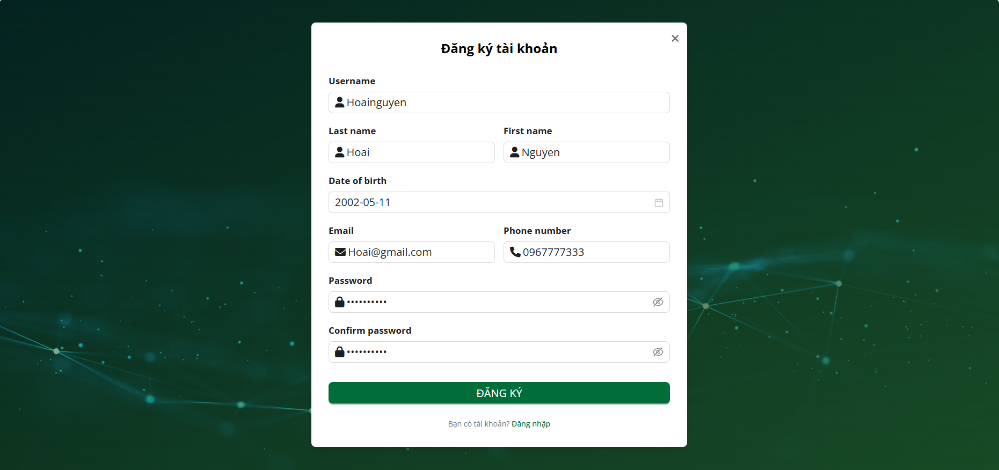 Đăng ký tài khoản
Username
Hoainguyen
Last name First name
Hoai Nguyen
Date of birth
2002-05-11
Email Phone number
Hoai@gmail.com 0967777333
Password
••••••••••
Confirm password
••••••••••
ĐĂNG KÝ
Bạn có tài khoản? Đăng nhập